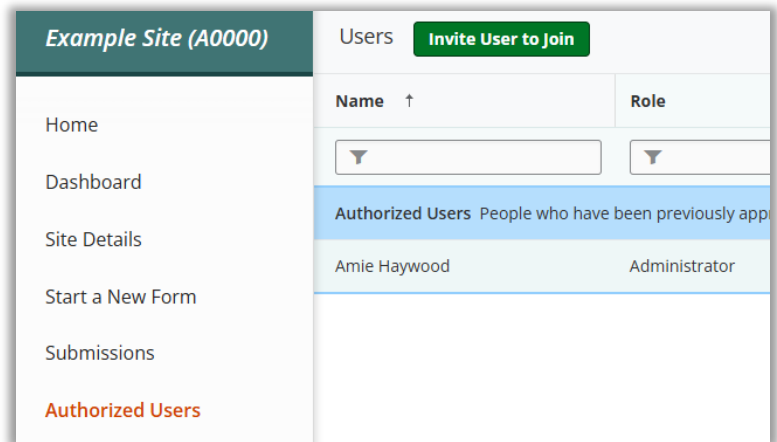 Example Site (A0000)
Users
Invite User to Join
Name ↑
Role
Home
Dashboard
Site Details
Start a New Form
Submissions
Authorized Users
Authorized Users People who have been previously appr
Amie Haywood
Administrator